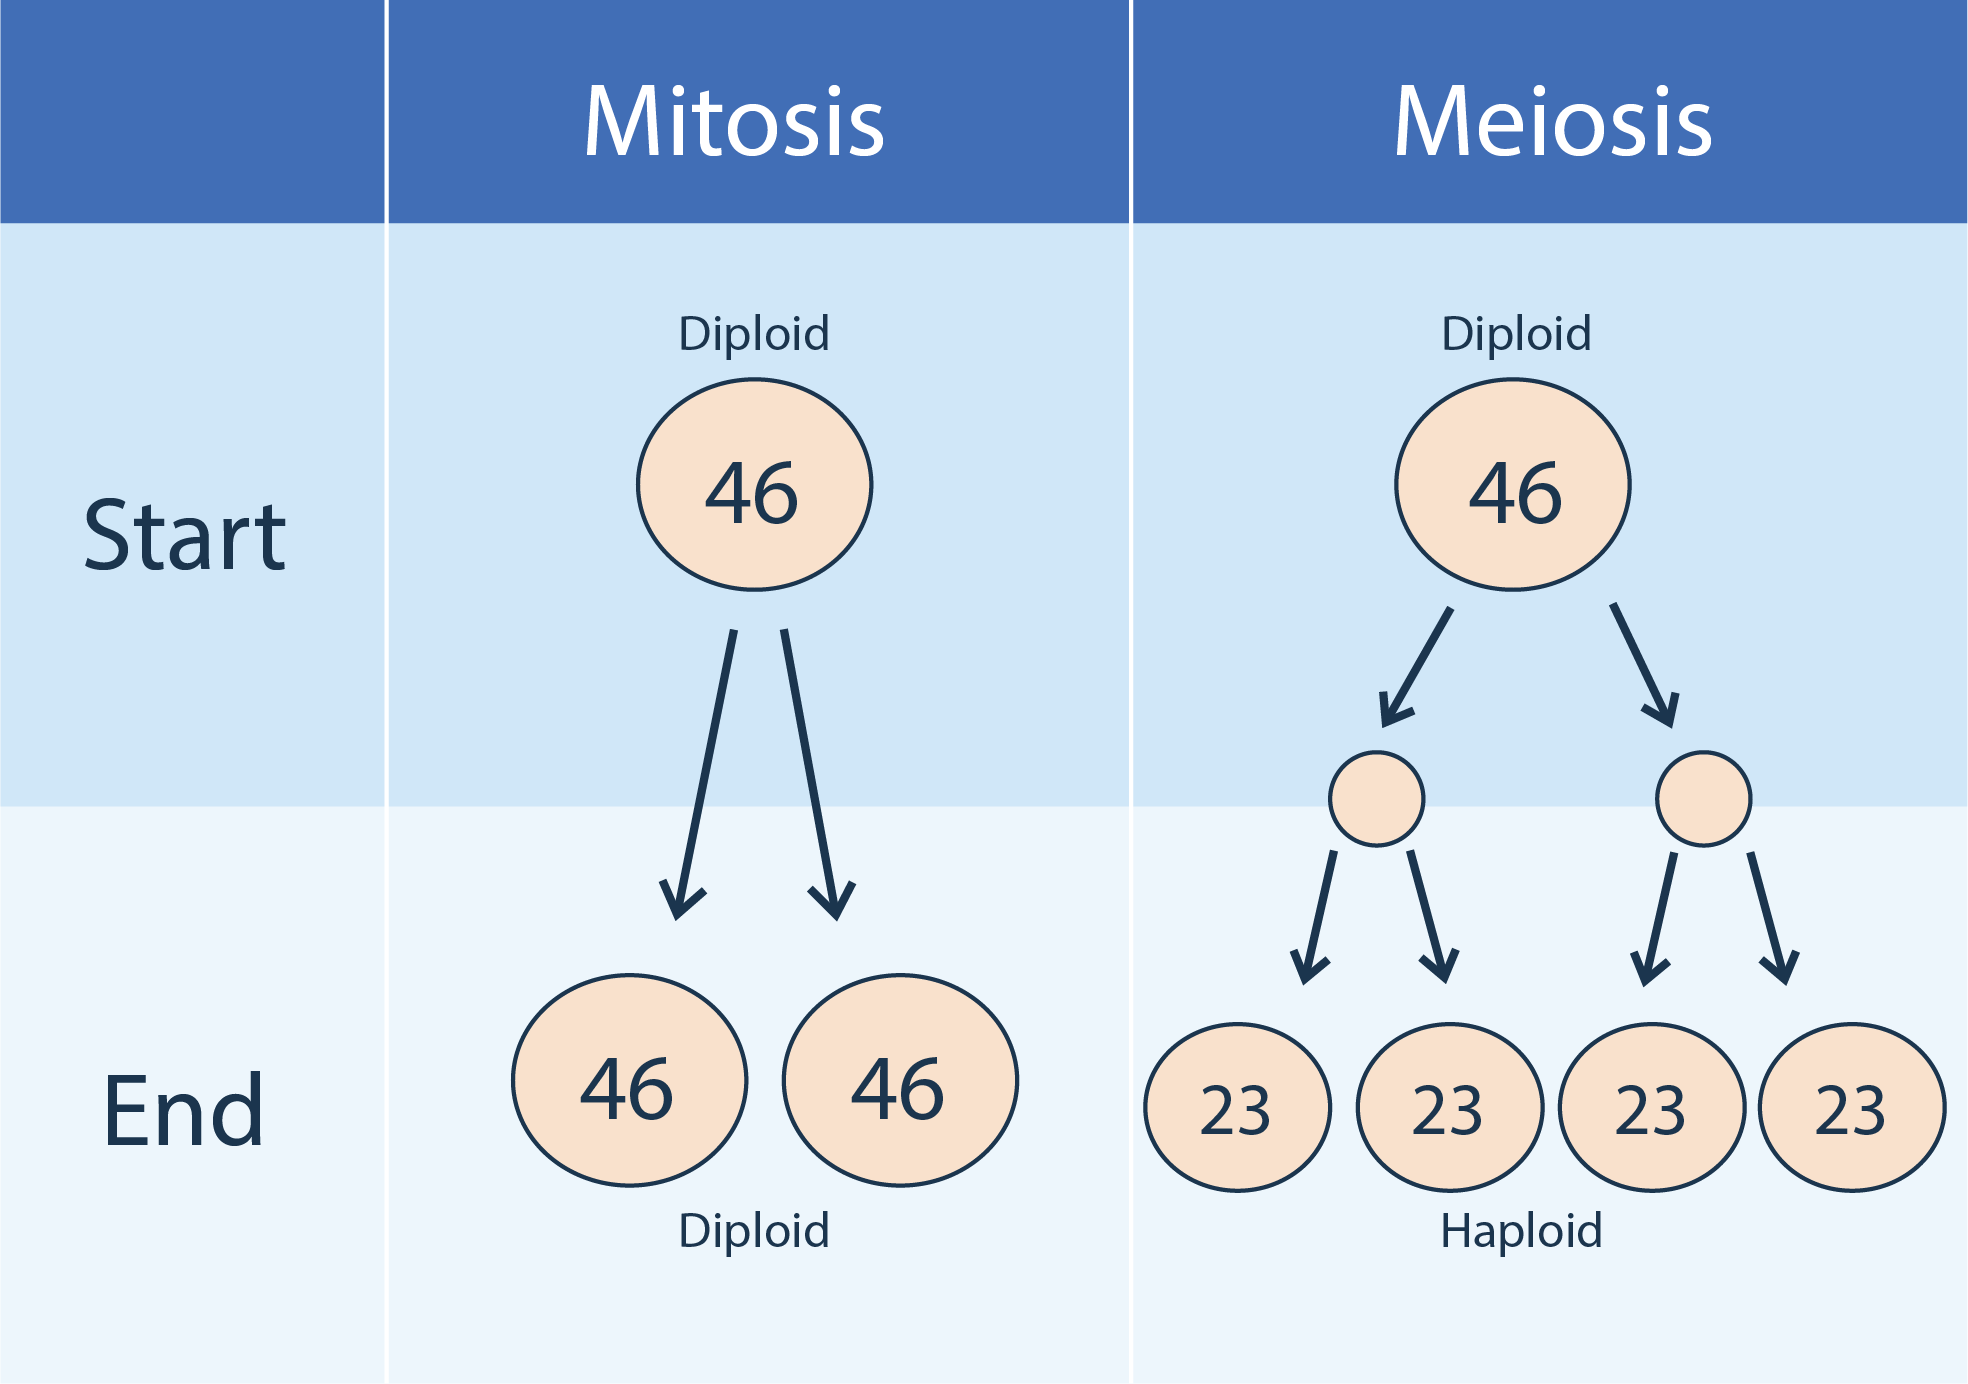 Mitosis
Meiosis
Start
Diploid
46
Diploid
46
End
46 46
Diploid
23 23 23 23
Haploid